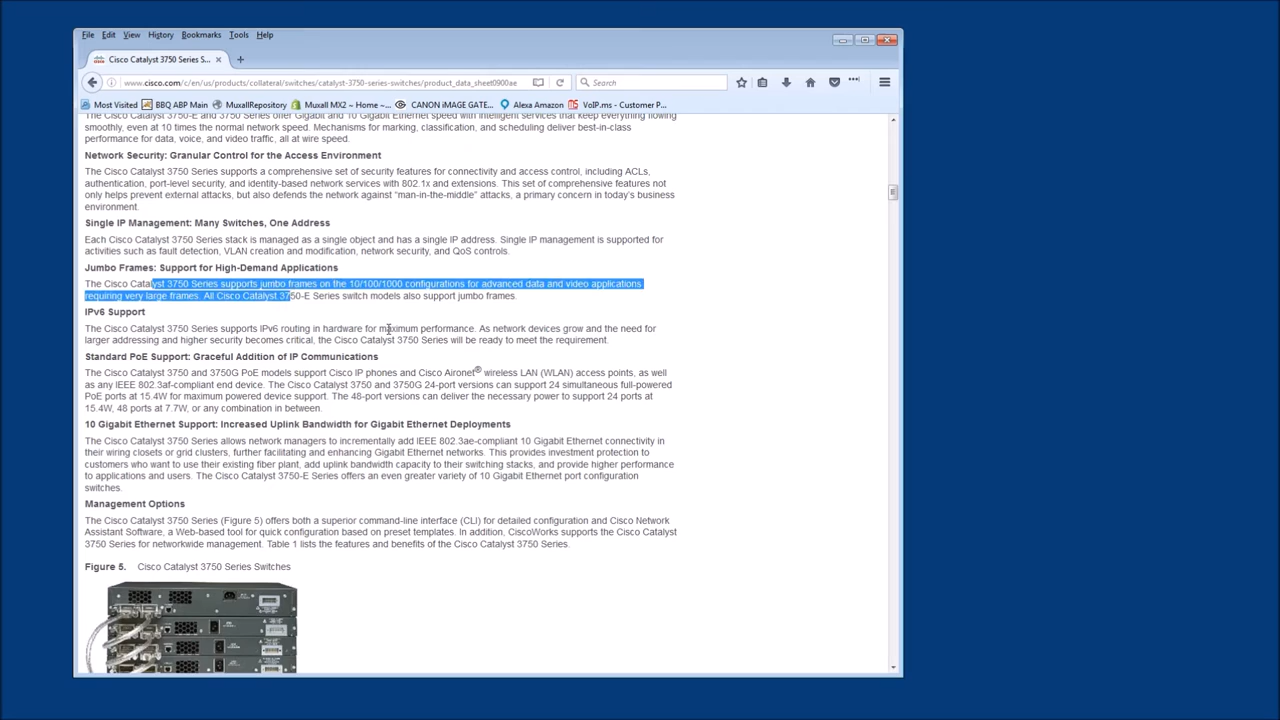 File Edit View History Bookmarks Tools Help
Cisco Catalyst 3750 Series S...
www.cisco.com/c/en/us/products/collateral/switches/catalyst-3750-series-switches/product_data_sheet0900ae
Search
Most Visited BBQ ABP Main MuxallRepository Muxall MX2 ~ Home ~... CANON iMAGE GATE... Alexa Amazon VoIP.ms - Customer P...
The Cisco Catalyst 3750-E and 3750 Series offer Gigabit and 10 Gigabit Ethernet speed with intelligent services that keep everything flowing
smoothly, even at 10 times the normal network speed. Mechanisms for marking, classification, and scheduling deliver best-in-class
performance for data, voice, and video traffic, all at wire speed.
Network Security: Granular Control for the Access Environment
The Cisco Catalyst 3750 Series supports a comprehensive set of security features for connectivity and access control, including ACLs,
authentication, port-level security, and identity-based network services with 802.1x and extensions. This set of comprehensive features not
only helps prevent external attacks, but also defends the network against “man-in-the-middle” attacks, a primary concern in today’s business
environment.
Single IP Management: Many Switches, One Address
Each Cisco Catalyst 3750 Series stack is managed as a single object and has a single IP address. Single IP management is supported for
activities such as fault detection, VLAN creation and modification, network security, and QoS controls.
Jumbo Frames: Support for High-Demand Applications
The Cisco Catalyst 3750 Series supports jumbo frames on the 10/100/1000 configurations for advanced data and video applications
requiring very large frames. All Cisco Catalyst 3750-E Series switch models also support jumbo frames.
IPv6 Support
The Cisco Catalyst 3750 Series supports IPv6 routing in hardware for maximum performance. As network devices grow and the need for
larger addressing and higher security becomes critical, the Cisco Catalyst 3750 Series will be ready to meet the requirement.
Standard PoE Support: Graceful Addition of IP Communications
The Cisco Catalyst 3750 and 3750G PoE models support Cisco IP phones and Cisco Aironet® wireless LAN (WLAN) access points, as well
as any IEEE 802.3af-compliant end device. The Cisco Catalyst 3750 and 3750G 24-port versions can support 24 simultaneous full-powered
PoE ports at 15.4W for maximum powered device support. The 48-port versions can deliver the necessary power to support 24 ports at
15.4W, 48 ports at 7.7W, or any combination in between.
10 Gigabit Ethernet Support: Increased Uplink Bandwidth for Gigabit Ethernet Deployments
The Cisco Catalyst 3750 Series allows network managers to incrementally add IEEE 802.3ae-compliant 10 Gigabit Ethernet connectivity in
their wiring closets or grid clusters, further facilitating and enhancing Gigabit Ethernet networks. This provides investment protection to
customers who want to use their existing fiber plant, add uplink bandwidth capacity to their switching stacks, and provide higher performance
to applications and users. The Cisco Catalyst 3750-E Series offers an even greater variety of 10 Gigabit Ethernet port configuration
switches.
Management Options
The Cisco Catalyst 3750 Series (Figure 5) offers both a superior command-line interface (CLI) for detailed configuration and Cisco Network
Assistant Software, a Web-based tool for quick configuration based on preset templates. In addition, CiscoWorks supports the Cisco Catalyst
3750 Series for networkwide management. Table 1 lists the features and benefits of the Cisco Catalyst 3750 Series.
Figure 5. Cisco Catalyst 3750 Series Switches